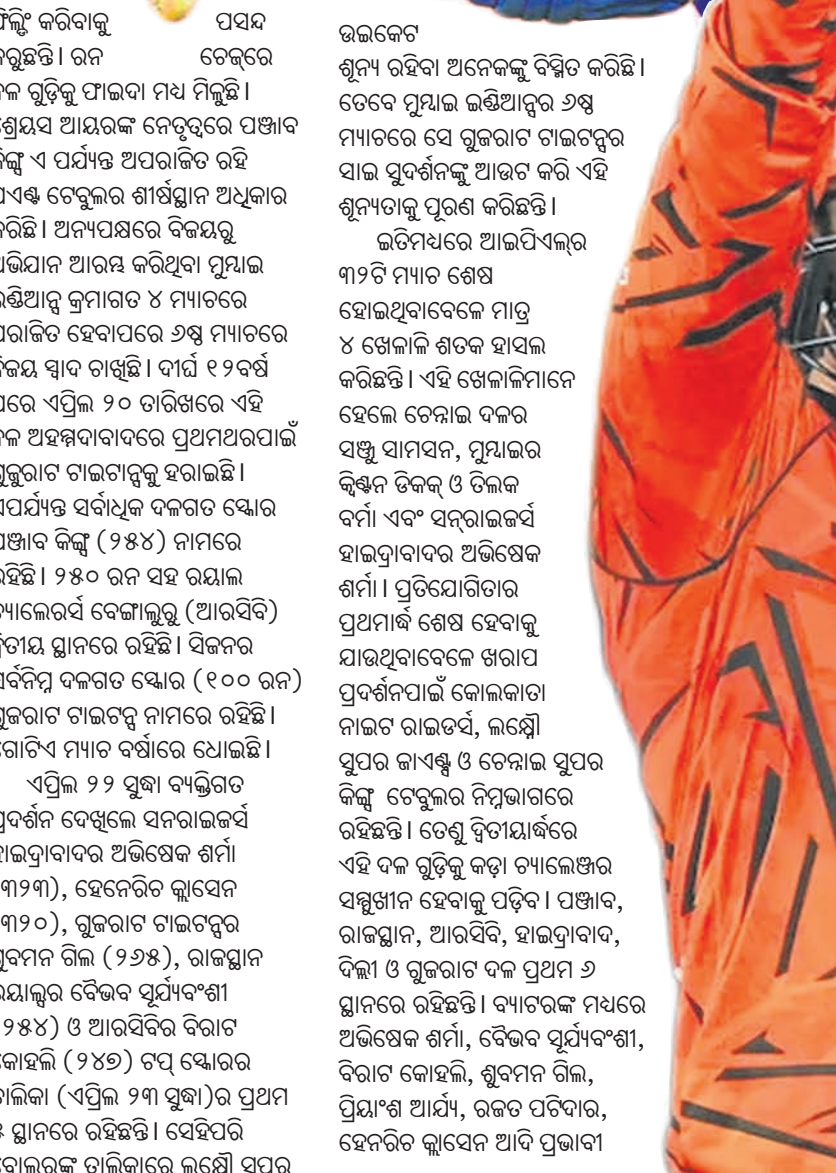 କରିବାକୁ ପସନ୍ଦ
କରୁଛନ୍ତି। ରନ ଚେଜ୍‌ରେ
ଦଳ ଗୁଡ଼ିକୁ ଫାଇଦା ମଧ୍ୟ ମିଳୁଛି।
ଶ୍ରେୟସ ଆୟରଙ୍କ ନେତୃତ୍ୱରେ ପଞ୍ଜାବ
କିଙ୍ଗ୍ସ ଏ ପର୍ଯ୍ୟନ୍ତ ଅପରାଜିତ ରହି
ପଏଣ୍ଟ ଟେବୁଲର ଶୀର୍ଷସ୍ଥାନ ଅଧିକାର
କରିଛି। ଅନ୍ୟପକ୍ଷରେ ବିଜୟରୁ
ଅଭିଯାନ ଆରମ୍ଭ କରିଥିବା ମୁମ୍ବାଇ
ଇଣ୍ଡିଆନ୍ସ କ୍ରମାଗତ ୪ ମ୍ୟାଚରେ
ପରାଜିତ ହେବାପରେ ୬ଷ୍ଠ ମ୍ୟାଚରେ
ବିଜୟ ସ୍ୱାଦ ଚାଖିଛି। ଦୀର୍ଘ ୧୨ବର୍ଷ
ପରେ ଏପ୍ରିଲ ୨୦ ତାରିଖରେ ଏହି
ଦଳ ଅହମ୍ମଦାବାଦରେ ପ୍ରଥମଥରପାଇଁ
ଗୁଜୁରାଟ ଟାଇଟାନ୍ସକୁ ହରାଇଛି।
ଏପର୍ଯ୍ୟନ୍ତ ସର୍ବାଧିକ ଦଳଗତ ସ୍କୋର
ପଞ୍ଜାବ କିଙ୍ଗ୍ସ (୨୫୪) ନାମରେ
ରହିଛି। ୨୫୦ ରନ ସହ ରୟାଲ
ଚ୍ୟାଲେରର୍ସ ବେଙ୍ଗାଲୁରୁ (ଆରସିବି)
ଦ୍ୱିତୀୟ ସ୍ଥାନରେ ରହିଛି। ସିଜନର
ସର୍ବନିମ୍ନ ଦଳଗତ ସ୍କୋର (୧୦୦ ରନ)
ଗୁଜରାଟ ଟାଇଟନ୍ସ ନାମରେ ରହିଛି।
ଗୋଟିଏ ମ୍ୟାଚ ବର୍ଷାରେ ଧୋଇଛି।
ଏପ୍ରିଲ ୨୨ ସୁଦ୍ଧା ବ୍ୟକ୍ତିଗତ
ପ୍ରଦର୍ଶନ ଦେଖିଲେ ସନରାଇଜର୍ସ
ହାଇଦ୍ରାବାଦର ଅଭିଷେକ ଶର୍ମା
(୩୨୩), ହେନେରିଚ କ୍ଲାସେନ
(୩୨୦), ଗୁଜରାଟ ଟାଇଟନ୍ସର
ଶୁବମନ ଗିଲ (୨୬୫), ରାଜସ୍ଥାନ
ରୟାଲ୍ସର ବୈଭବ ସୂର୍ଯ୍ୟବଂଶୀ
(୨୫୪) ଓ ଆରସିବିର ବିରାଟ
କୋହଲି (୨୪୭) ଟପ୍ ସ୍କୋରର
ତାଲିକା (ଏପ୍ରିଲ ୨୩ ସୁଦ୍ଧା)ର ପ୍ରଥମ
୫ ସ୍ଥାନରେ ରହିଛନ୍ତି। ସେହିପରି
ବୋଲରଙ୍କ ତାଲିକାରେ ଲକ୍ଷ୍ନୌ ସୁପର
ଉଇକେଟ
ଶୂନ୍ୟ ରହିବା ଅନେକଙ୍କୁ ବିସ୍ମିତ କରିଛି।
ତେବେ ମୁମ୍ବାଇ ଇଣ୍ଡିଆନ୍ସର ୬ଷ୍ଠ
ମ୍ୟାଚରେ ସେ ଗୁଜରାଟ ଟାଇଟନ୍ସର
ସାଇ ସୁଦର୍ଶନଙ୍କୁ ଆଉଟ କରି ଏହି
ଶୂନ୍ୟତାକୁ ପୂରଣ କରିଛନ୍ତି।
ଇତିମଧ୍ୟରେ ଆଇପିଏଲ୍‌ର
୩୨ଟି ମ୍ୟାଚ ଶେଷ
ହୋଇଥିବାବେଳେ ମାତ୍ର
୪ ଖେଳାଳି ଶତକ ହାସଲ
କରିଛନ୍ତି। ଏହି ଖେଳାଳିମାନେ
ହେଲେ ଚେନ୍ନାଇ ଦଳର
ସଞ୍ଜୁ ସାମସନ, ମୁମ୍ବାଇର
କ୍ୱିଣ୍ଟନ ଡିକକ୍ ଓ ତିଲକ
ବର୍ମା ଏବଂ ସନ୍‌ରାଇଜର୍ସ
ହାଇଦ୍ରାବାଦର ଅଭିଷେକ
ଶର୍ମା। ପ୍ରତିଯୋଗିତାର
ପ୍ରଥମାର୍ଦ୍ଧ ଶେଷ ହେବାକୁ
ଯାଉଥିବାବେଳେ ଖରାପ
ପ୍ରଦର୍ଶନପାଇଁ କୋଲକାତା
ନାଇଟ ରାଇଡର୍ସ, ଲକ୍ଷ୍ନୌ
ସୁପର ଜାଏଣ୍ଟ୍ସ ଓ ଚେନ୍ନାଇ ସୁପର
କିଙ୍ଗ୍ସ ଟେବୁଲର ନିମ୍ନଭାଗରେ
ରହିଛନ୍ତି। ତେଣୁ ଦ୍ୱିତୀୟାର୍ଦ୍ଧରେ
ଏହି ଦଳ ଗୁଡ଼ିକୁ କଡ଼ା ଚ୍ୟାଲେଞ୍ଜର
ସମ୍ମୁଖୀନ ହେବାକୁ ପଡ଼ିବ। ପଞ୍ଜାବ,
ରାଜସ୍ଥାନ, ଆରସିବି, ହାଇଦ୍ରାବାଦ,
ଦିଲ୍ଲୀ ଓ ଗୁଜରାଟ ଦଳ ପ୍ରଥମ ୬
ସ୍ଥାନରେ ରହିଛନ୍ତି। ବ୍ୟାଟରଙ୍କ ମଧ୍ୟରେ
ଅଭିଷେକ ଶର୍ମା, ବୈଭବ ସୂର୍ଯ୍ୟବଂଶୀ,
ବିରାଟ କୋହଲି, ଶୁବମନ ଗିଲ,
ପ୍ରିୟାଂଶ ଆର୍ଯ୍ୟ, ରଜତ ପଟିଦାର,
ହେନରିଚ କ୍ଲାସେନ ଆଦି ପ୍ରଭାବୀ